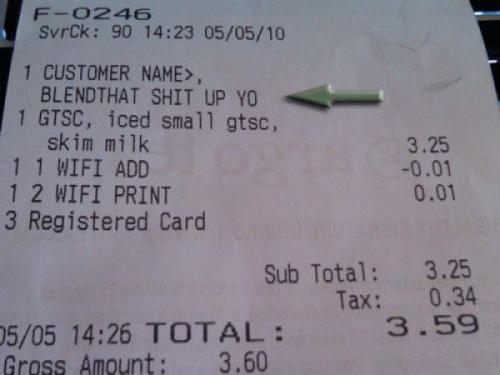 F-0246
SvrCk: 90 14:23 05/05/10
1 CUSTOMER NAME>,
BLENDTHAT SHIT UP YO
1 GTSC, iced small gtsc,
skim milk 3.25
1 1 WIFI ADD -0.01
1 2 WIFI PRINT 0.01
3 Registered Card
Sub Total: 3.25
Tax: 0.34
05/05 14:26 TOTAL: 3.59
Gross Amount: 3.60